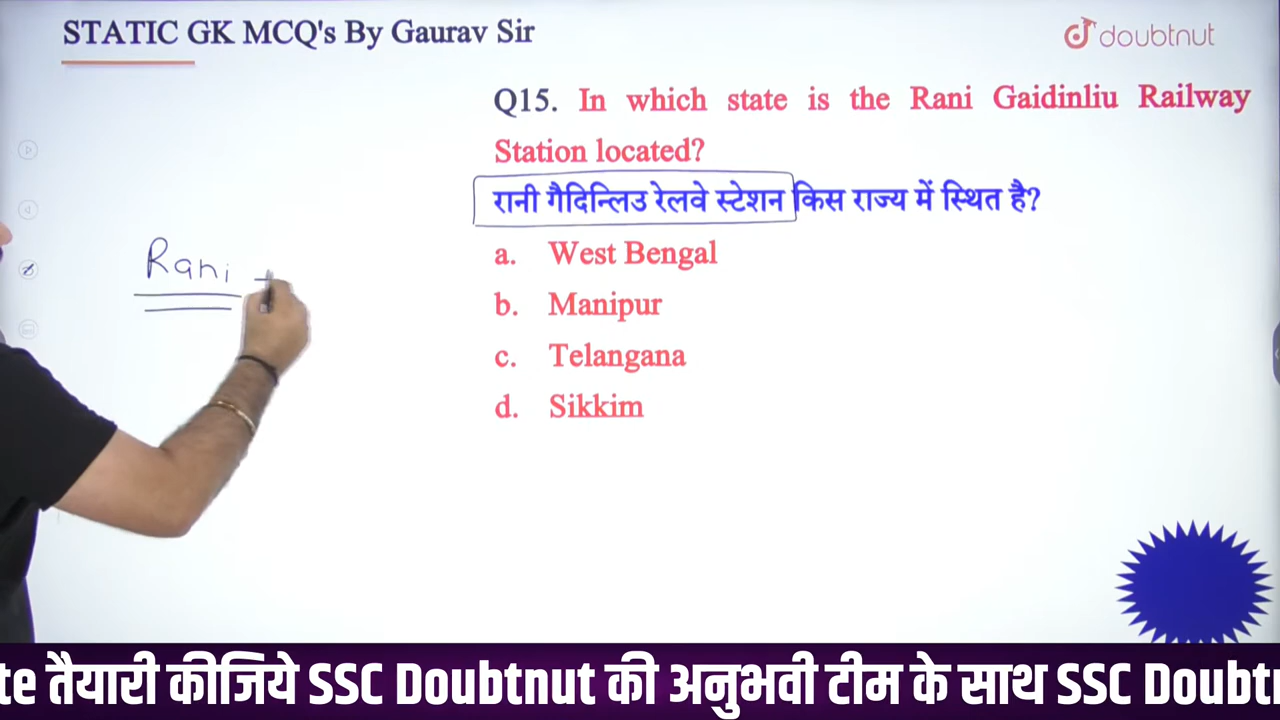 STATIC GK MCQ's By Gaurav Sir
doubtnut
Q15. In which state is the Rani Gaidinliu Railway
Station located?
रानी गैदिन्लिउ रेलवे स्टेशन किस राज्य में स्थित है?
a. West Bengal
b. Manipur
c. Telangana
d. Sikkim
Rani
te तैयारी कीजिये SSC Doubtnut की अनुभवी टीम के साथ SSC Doubt